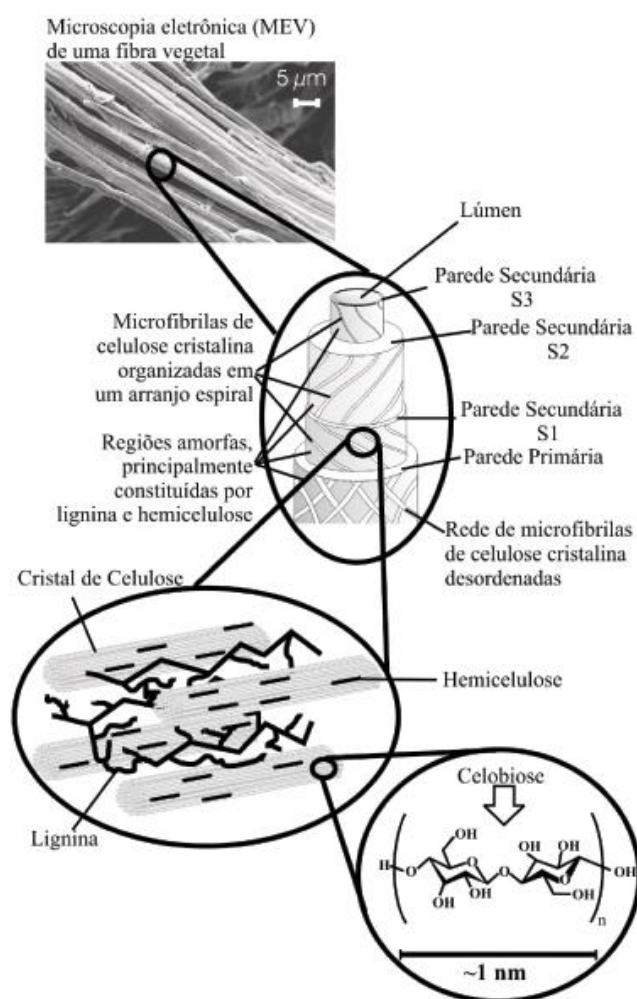 Microscopia eletrônica (MEV)
de uma fibra vegetal
5 µm
Lúmen
Parede Secundária
S3
Parede Secundária
S2
Microfibrilas de
celulose cristalina
organizadas em
um arranjo espiral
Parede Secundária
S1
Parede Primária
Regiões amorfas,
principalmente
constituídas por
lignina e hemicelulose
Rede de microfibrilas
de celulose cristalina
desordenadas
Cristal de Celulose
Hemicelulose
Lignina
Celobiose
OH
OH
OH
H
O
O
OH
OH
O
OH
O
O
OH
OH
n
~1 nm